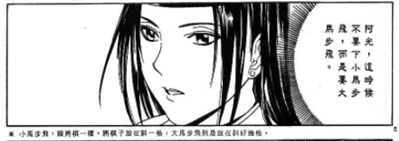 阿光，這時候
不要下小馬步
飛，而是要大
馬步飛。
※ 小馬步飛：跟將棋一樣，將棋子放在斜一格；大馬步飛則是放在斜好幾格。